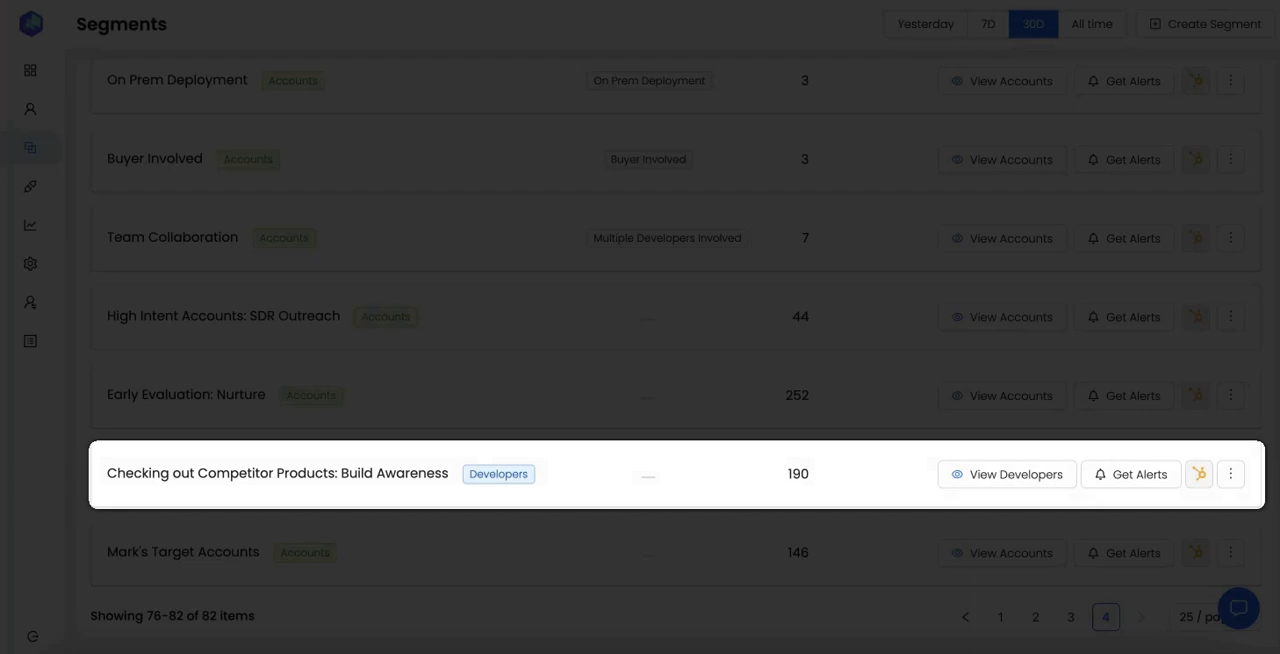 Segments
Yesterday 7D 30D All time Create Segment
On Prem Deployment Accounts On Prem Deployment 3 View Accounts Get Alerts
Buyer Involved Accounts Buyer Involved 3 View Accounts Get Alerts
Team Collaboration Accounts Multiple Developers Involved 7 View Accounts Get Alerts
High Intent Accounts: SDR Outreach Accounts 44 View Accounts Get Alerts
Early Evaluation: Nurture Accounts 252 View Accounts Get Alerts
Checking out Competitor Products: Build Awareness Developers 190 View Developers Get Alerts
Mark's Target Accounts Accounts 146 View Accounts Get Alerts
Showing 76-82 of 82 items < 1 2 3 4 > 25 /